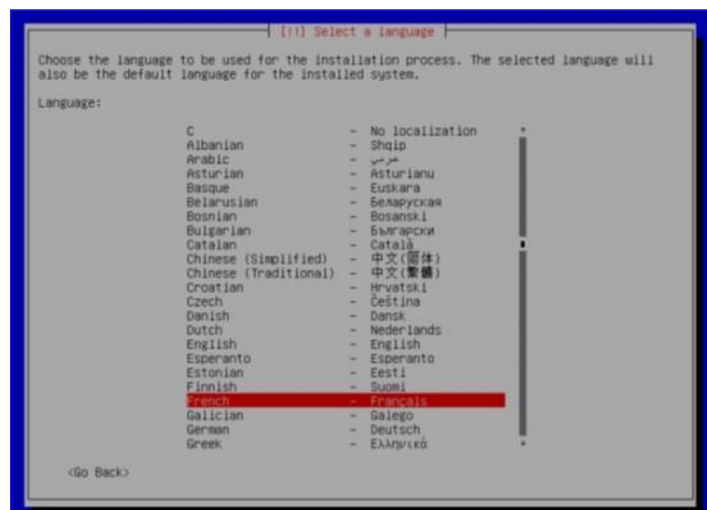 [!!] Select a language
Choose the language to be used for the installation process. The selected language will
also be the default language for the installed system.
Language:
C - No localization
Albanian - Shqip
Arabic - عربي
Asturian - Asturianu
Basque - Euskara
Belarusian - Беларуская
Bosnian - Bosanski
Bulgarian - Български
Catalan - Català
Chinese (Simplified) - 中文(简体)
Chinese (Traditional) - 中文(繁體)
Croatian - Hrvatski
Czech - Čeština
Danish - Dansk
Dutch - Nederlands
English - English
Esperanto - Esperanto
Estonian - Eesti
Finnish - Suomi
French - Français
Galician - Galego
German - Deutsch
Greek - Ελληνικά
<Go Back>